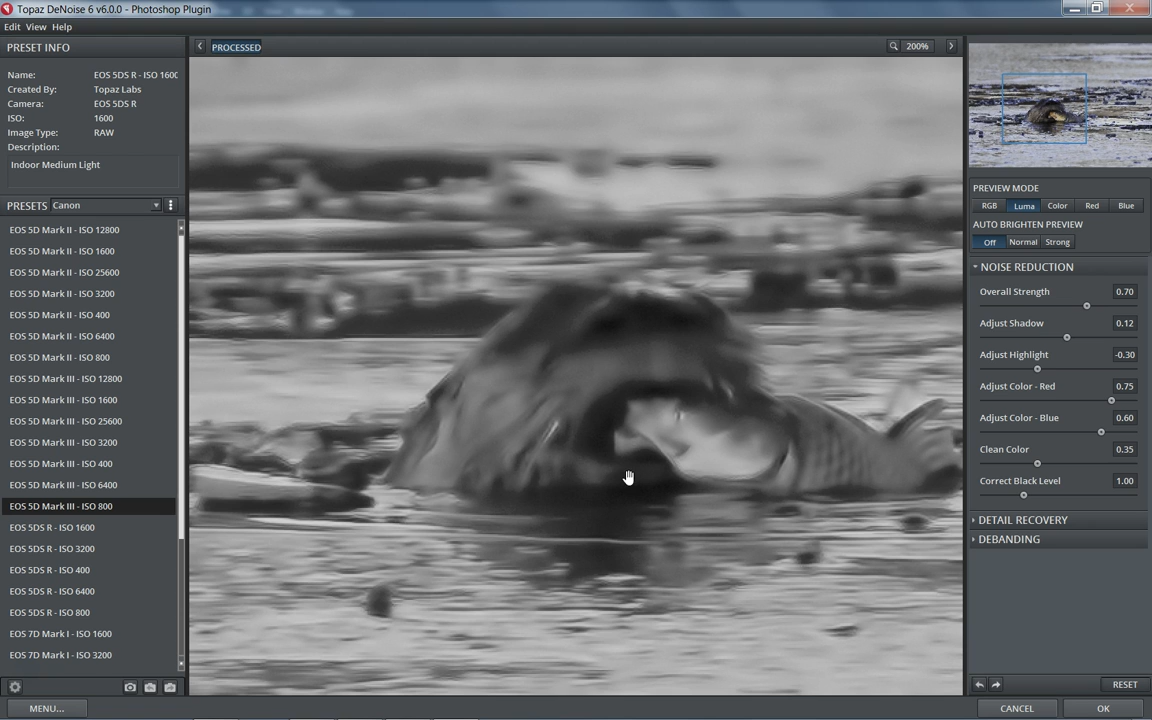 Topaz DeNoise 6 v6.0.0 - Photoshop Plugin
Edit View Help
PRESET INFO
Name: EOS 5DS R - ISO 160
Created By: Topaz Labs
Camera: EOS 5DS R
ISO: 1600
Image Type: RAW
Description:
Indoor Medium Light
PRESETS Canon
EOS 5D Mark II - ISO 12800
EOS 5D Mark II - ISO 1600
EOS 5D Mark II - ISO 25600
EOS 5D Mark II - ISO 3200
EOS 5D Mark II - ISO 400
EOS 5D Mark II - ISO 6400
EOS 5D Mark II - ISO 800
EOS 5D Mark III - ISO 12800
EOS 5D Mark III - ISO 1600
EOS 5D Mark III - ISO 25600
EOS 5D Mark III - ISO 3200
EOS 5D Mark III - ISO 400
EOS 5D Mark III - ISO 6400
EOS 5D Mark III - ISO 800
EOS 5DS R - ISO 1600
EOS 5DS R - ISO 3200
EOS 5DS R - ISO 400
EOS 5DS R - ISO 6400
EOS 5DS R - ISO 800
EOS 7D Mark I - ISO 1600
EOS 7D Mark I - ISO 3200
MENU...
PROCESSED
200%
PREVIEW MODE
RGB Luma Color Red Blue
AUTO BRIGHTEN PREVIEW
Off Normal Strong
NOISE REDUCTION
Overall Strength 0.70
Adjust Shadow 0.12
Adjust Highlight -0.30
Adjust Color - Red 0.75
Adjust Color - Blue 0.60
Clean Color 0.35
Correct Black Level 1.00
DETAIL RECOVERY
DEBANDING
RESET
CANCEL OK